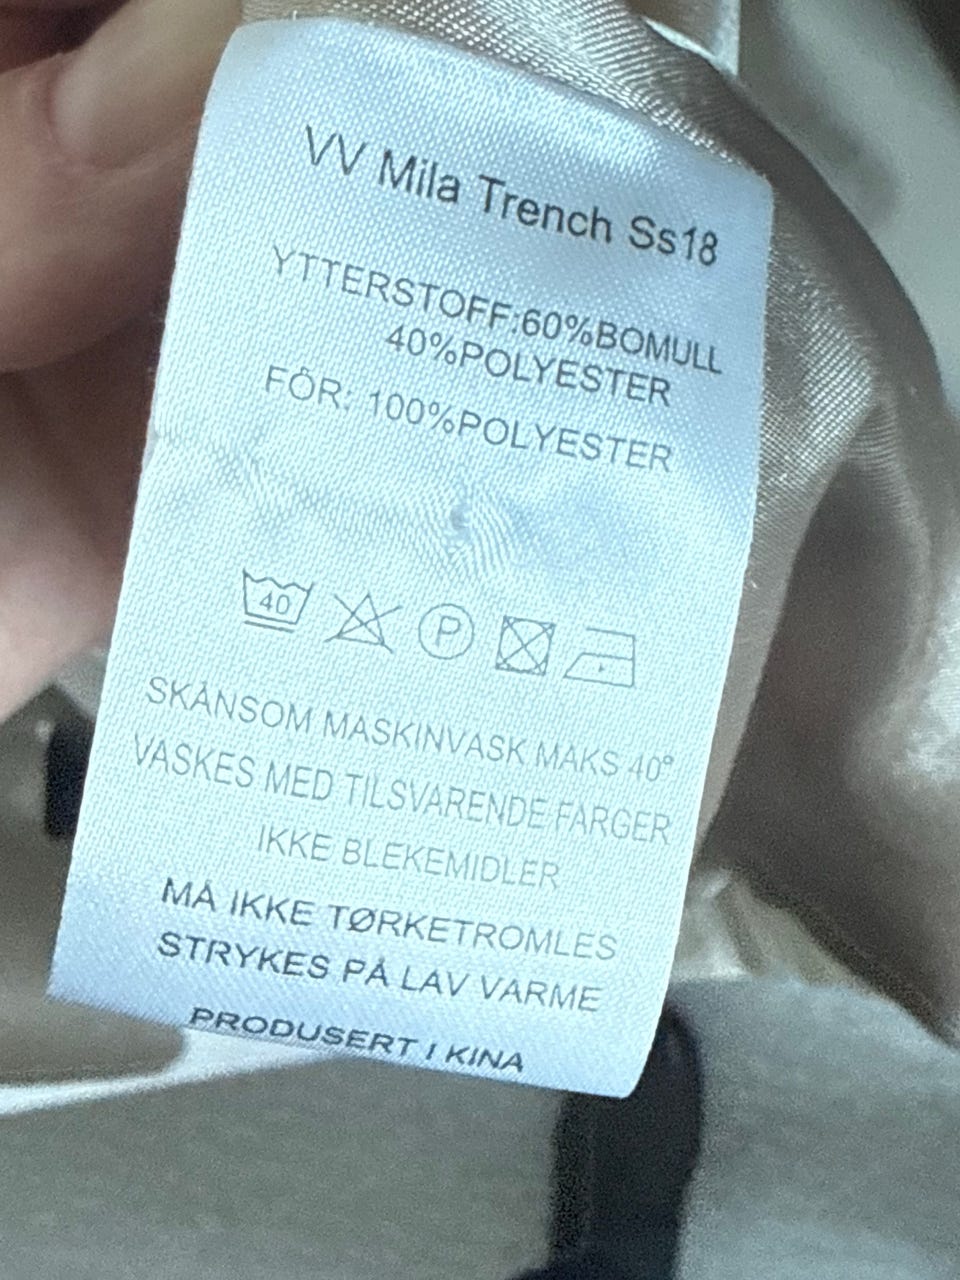 VV Mila Trench Ss18
YTTERSTOFF:60%BOMULL
40%POLYESTER
FÔR: 100%POLYESTER
40 P
SKÅNSOM MASKINVASK MAKS 40°
VASKES MED TILSVARENDE FARGER
IKKE BLEKEMIDLER
MÅ IKKE TØRKETROMLES
STRYKES PÅ LAV VARME
PRODUSERT I KINA